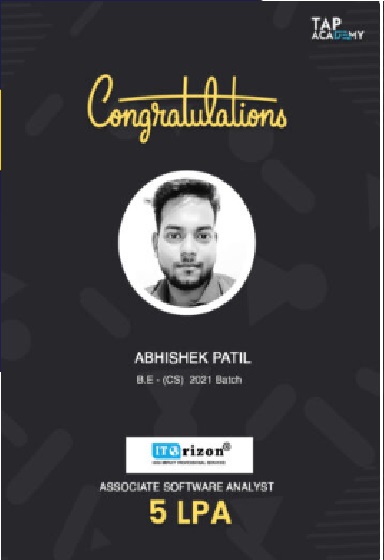 TAP
ACADEMY
Congratulations
ABHISHEK PATIL
B.E - (CS) 2021 Batch
ITOrizon®
ASSOCIATE SOFTWARE ANALYST
5 LPA